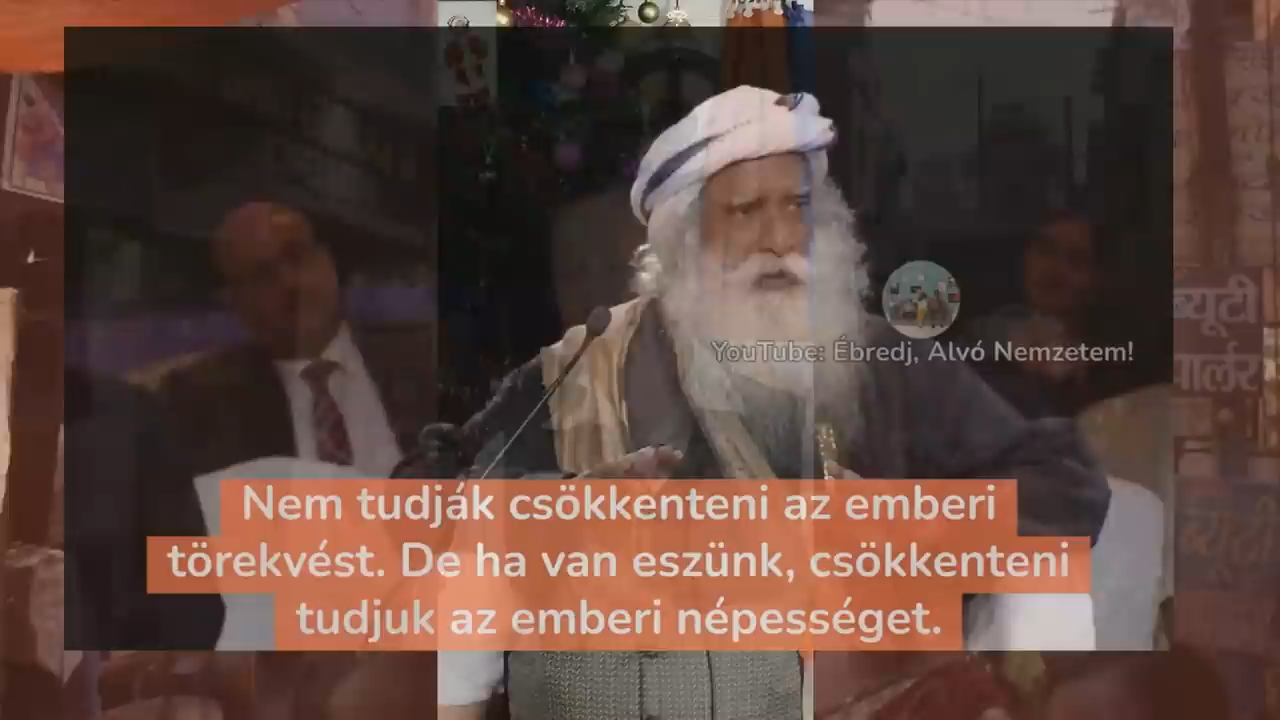 YouTube: Ébredj, Alvó Nemzetem!
ब्यूटी
पार्लर
Nem tudják csökkenteni az emberi
törekvést. De ha van eszünk, csökkenteni
tudjuk az emberi népességet.